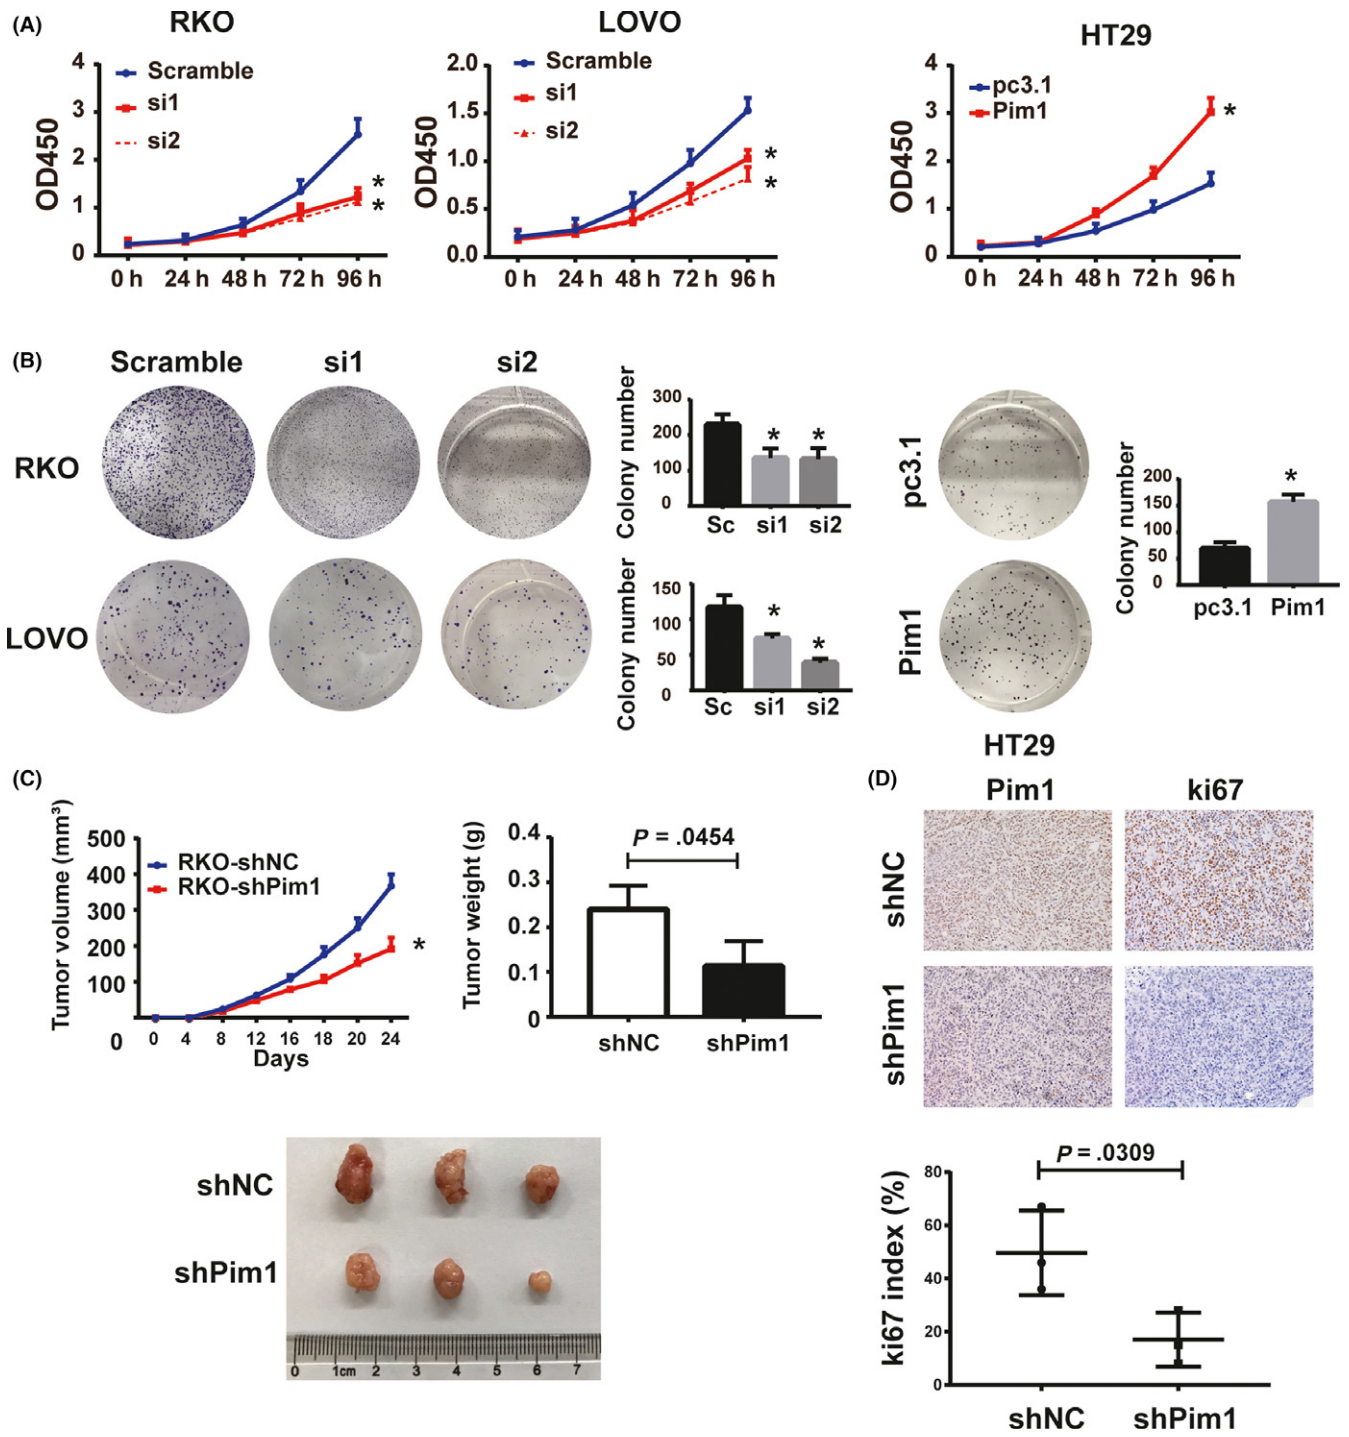 (A)
RKO
LOVO
HT29
OD450
4
3
2
1
0
Scramble
si1
si2
*
*
0 h 24 h 48 h 72 h 96 h
OD450
2.0
1.5
1.0
0.5
0.0
Scramble
si1
si2
*
*
0 h 24 h 48 h 72 h 96 h
OD450
4
3
2
1
0
pc3.1
Pim1
*
0 h 24 h 48 h 72 h 96 h
(B)
Scramble si1 si2
RKO
LOVO
Colony number
300
200
100
0
* *
Sc si1 si2
Colony number
150
100
50
0
* *
Sc si1 si2
pc3.1
Pim1
HT29
Colony number
200
150
100
50
0
*
pc3.1 Pim1
(C)
Tumor volume (mm³)
500
400
300
200
100
0
RKO-shNC
RKO-shPim1
*
0 4 8 12 16 18 20 24
Days
Tumor weight (g)
0.4
0.3
0.2
0.1
0
P = .0454
shNC shPim1
shNC
shPim1
0 1cm 2 3 4 5 6 7
(D)
Pim1 ki67
shNC
shPim1
ki67 index (%)
80
60
40
20
0
P = .0309
shNC shPim1